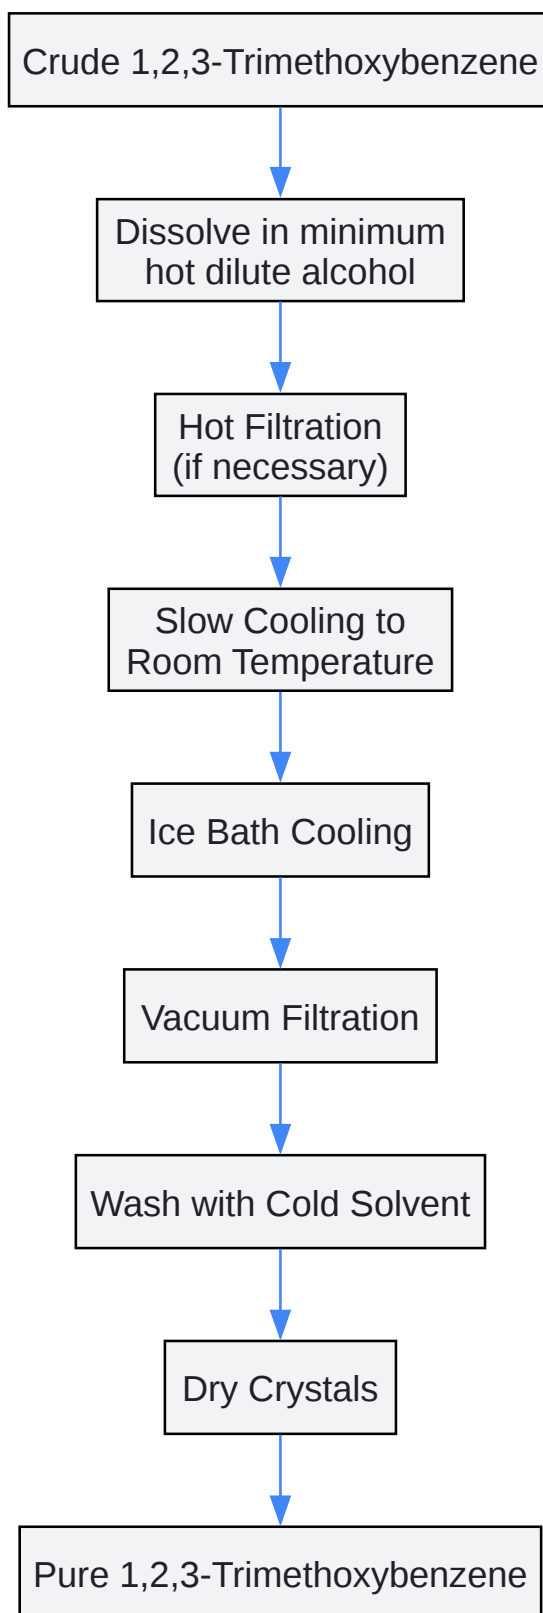 Crude 1,2,3-Trimethoxybenzene
Dissolve in minimum
hot dilute alcohol
Hot Filtration
(if necessary)
Slow Cooling to
Room Temperature
Ice Bath Cooling
Vacuum Filtration
Wash with Cold Solvent
Dry Crystals
Pure 1,2,3-Trimethoxybenzene